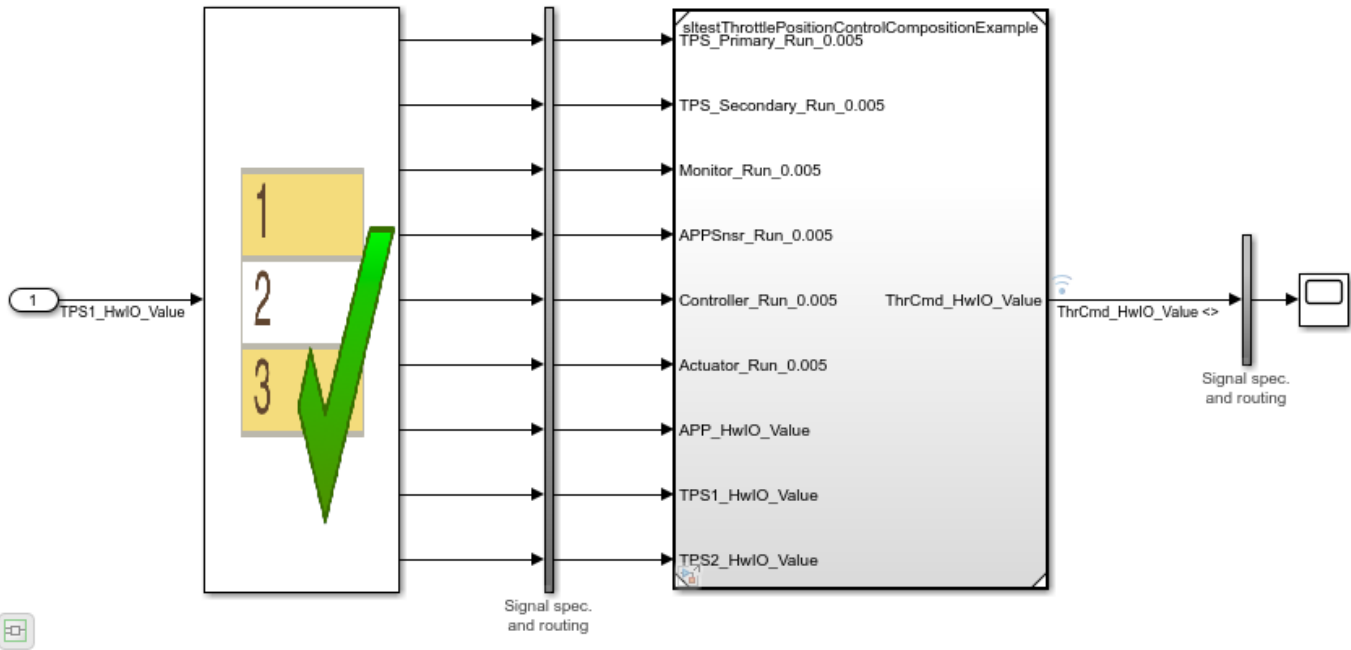 1
TPS1_HwIO_Value
1
2
3
Signal spec.
and routing
sltestThrottlePositionControlCompositionExample
TPS_Primary_Run_0.005
TPS_Secondary_Run_0.005
Monitor_Run_0.005
APPSnsr_Run_0.005
Controller_Run_0.005
Actuator_Run_0.005
APP_HwIO_Value
TPS1_HwIO_Value
TPS2_HwIO_Value
ThrCmd_HwIO_Value
ThrCmd_HwIO_Value <>
Signal spec.
and routing